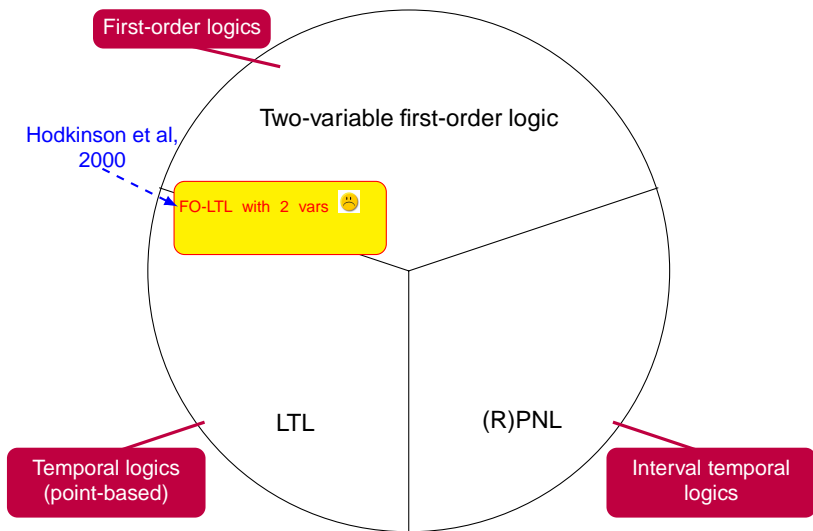 First-order logics
Two-variable first-order logic
Hodkinson et al,
2000
FO-LTL with 2 vars
LTL
(R)PNL
Temporal logics
(point-based)
Interval temporal
logics